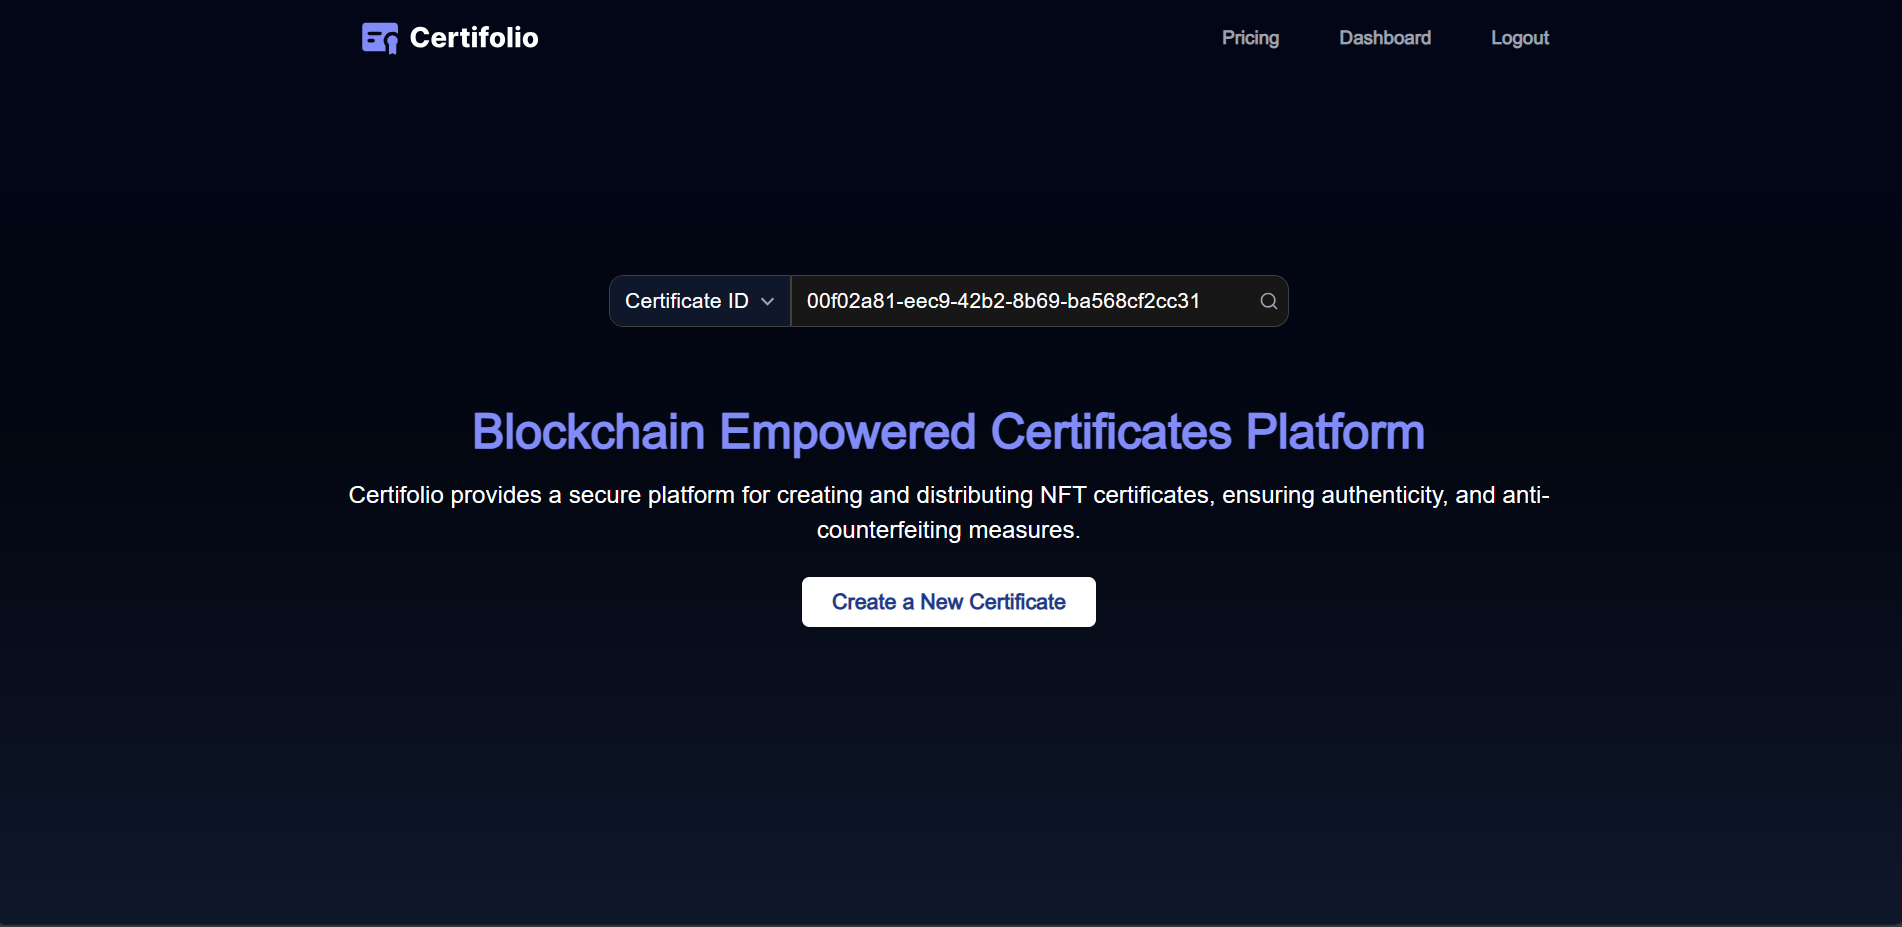 Certifolio
Pricing Dashboard Logout
Certificate ID 00f02a81-eec9-42b2-8b69-ba568cf2cc31
Blockchain Empowered Certificates Platform
Certifolio provides a secure platform for creating and distributing NFT certificates, ensuring authenticity, and anti-
counterfeiting measures.
Create a New Certificate